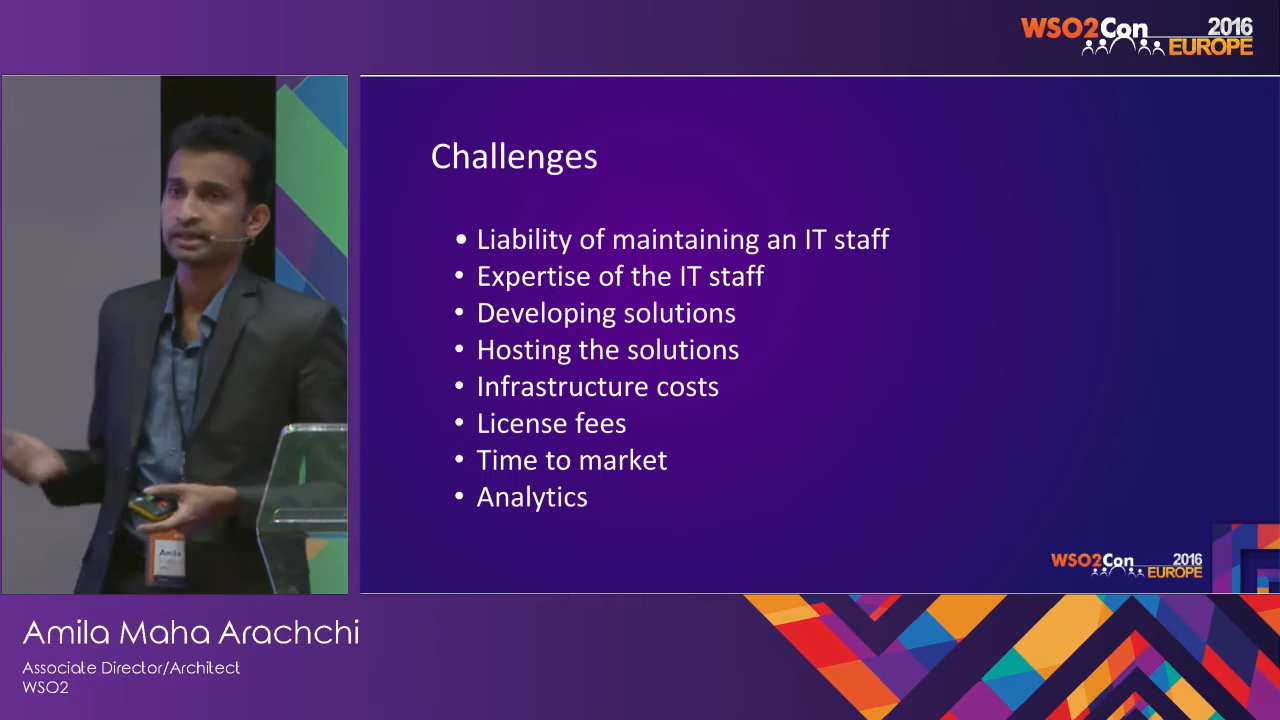 WSO2Con 2016
EUROPE
Challenges
• Liability of maintaining an IT staff
• Expertise of the IT staff
• Developing solutions
• Hosting the solutions
• Infrastructure costs
• License fees
• Time to market
• Analytics
Amila
WSO2Con 2016
EUROPE
Amila Maha Arachchi
Associate Director/Architect
WSO2